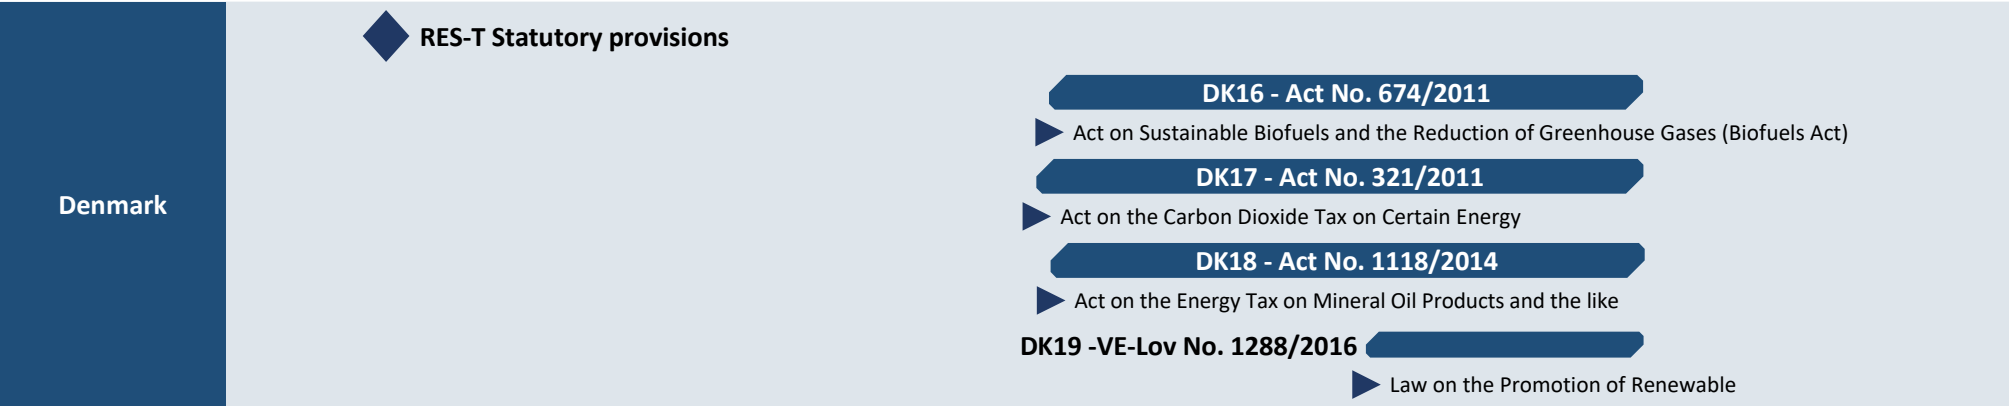 RES-T Statutory provisions
DK16 - Act No. 674/2011
Act on Sustainable Biofuels and the Reduction of Greenhouse Gases (Biofuels Act)
DK17 - Act No. 321/2011
Denmark
Act on the Carbon Dioxide Tax on Certain Energy
DK18 - Act No. 1118/2014
Act on the Energy Tax on Mineral Oil Products and the like
DK19 -VE-Lov No. 1288/2016
Law on the Promotion of Renewable